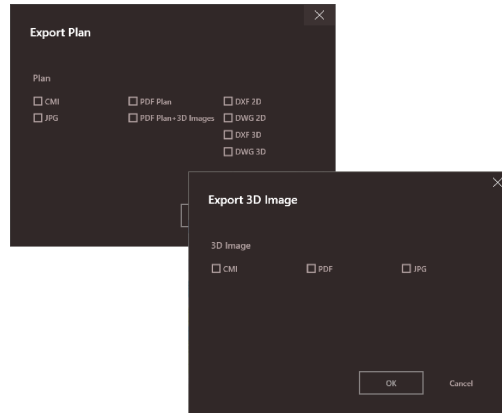 Export Plan
Plan
CMI PDF Plan DXF 2D
JPG PDF Plan+3D Images DWG 2D
DXF 3D
DWG 3D
Export 3D Image
3D Image
CMI PDF JPG
OK Cancel